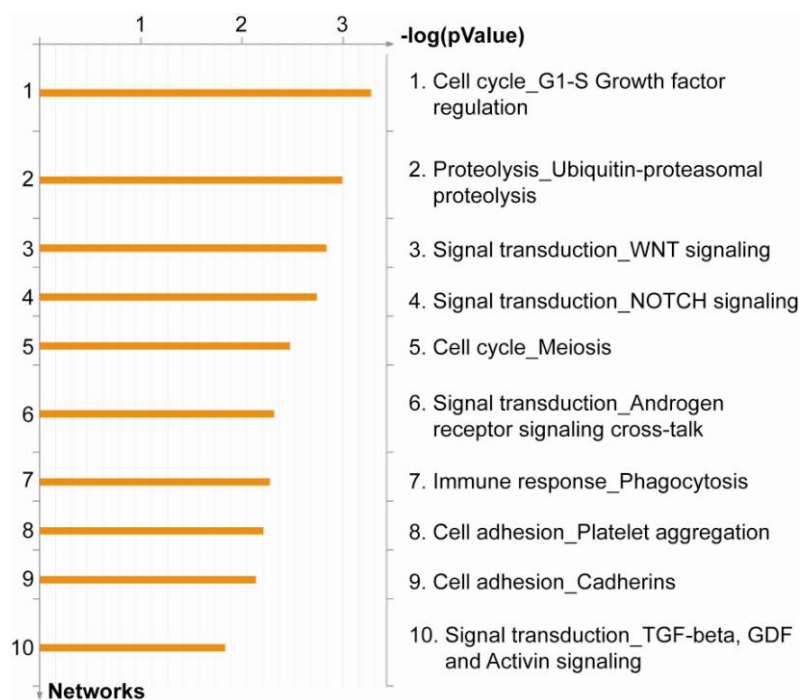 1 2 3
-log(pValue)
1
1. Cell cycle_G1-S Growth factor
regulation
2
2. Proteolysis_Ubiquitin-proteasomal
proteolysis
3
3. Signal transduction_WNT signaling
4
4. Signal transduction_NOTCH signaling
5
5. Cell cycle_Meiosis
6
6. Signal transduction_Androgen
receptor signaling cross-talk
7
7. Immune response_Phagocytosis
8
8. Cell adhesion_Platelet aggregation
9
9. Cell adhesion_Cadherins
10
10. Signal transduction_TGF-beta, GDF
and Activin signaling
Networks